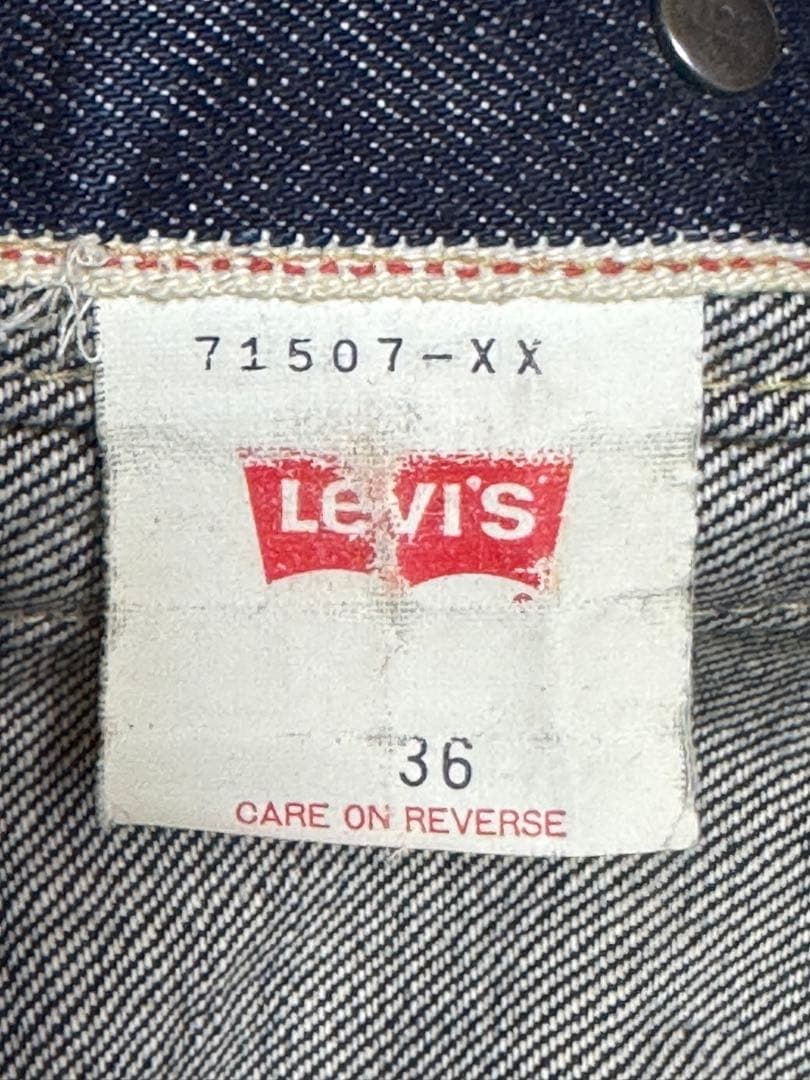 71507-XX
LEVI'S
®
36
CARE ON REVERSE